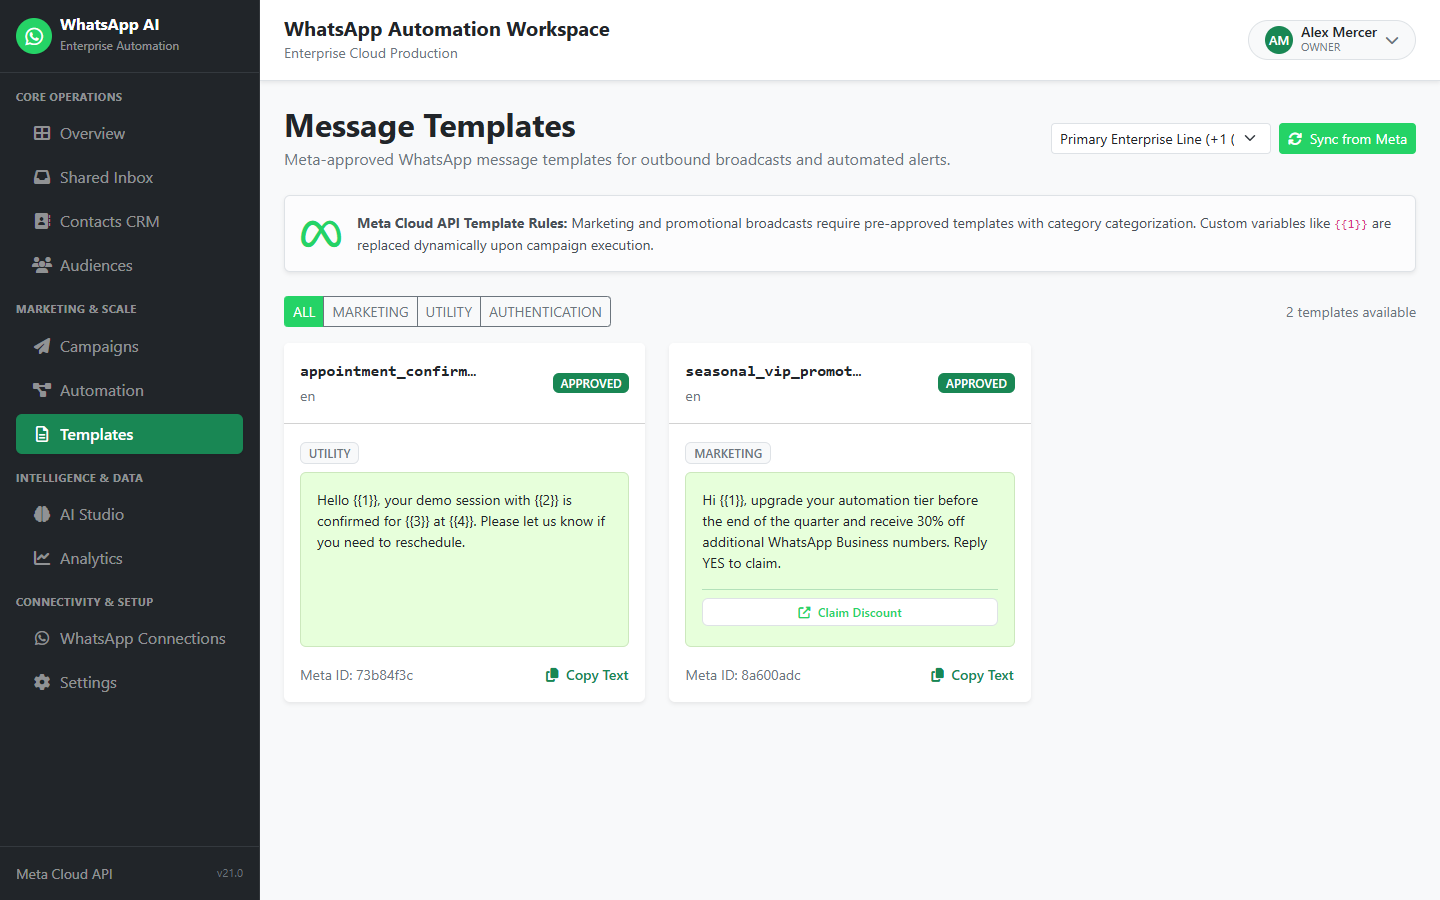 WhatsApp AI
Enterprise Automation
CORE OPERATIONS
Overview
Shared Inbox
Contacts CRM
Audiences
MARKETING & SCALE
Campaigns
Automation
Templates
INTELLIGENCE & DATA
AI Studio
Analytics
CONNECTIVITY & SETUP
WhatsApp Connections
Settings
Meta Cloud API v21.0
WhatsApp Automation Workspace
Enterprise Cloud Production
AM Alex Mercer
OWNER
Message Templates
Meta-approved WhatsApp message templates for outbound broadcasts and automated alerts.
Primary Enterprise Line (+1 (
Sync from Meta
Meta Cloud API Template Rules: Marketing and promotional broadcasts require pre-approved templates with category categorization. Custom variables like {{1}} are
replaced dynamically upon campaign execution.
ALL MARKETING UTILITY AUTHENTICATION
2 templates available
appointment_confirm…
en
APPROVED
UTILITY
Hello {{1}}, your demo session with {{2}} is
confirmed for {{3}} at {{4}}. Please let us know if
you need to reschedule.
Meta ID: 73b84f3c
Copy Text
seasonal_vip_promot…
en
APPROVED
MARKETING
Hi {{1}}, upgrade your automation tier before
the end of the quarter and receive 30% off
additional WhatsApp Business numbers. Reply
YES to claim.
Claim Discount
Meta ID: 8a600adc
Copy Text